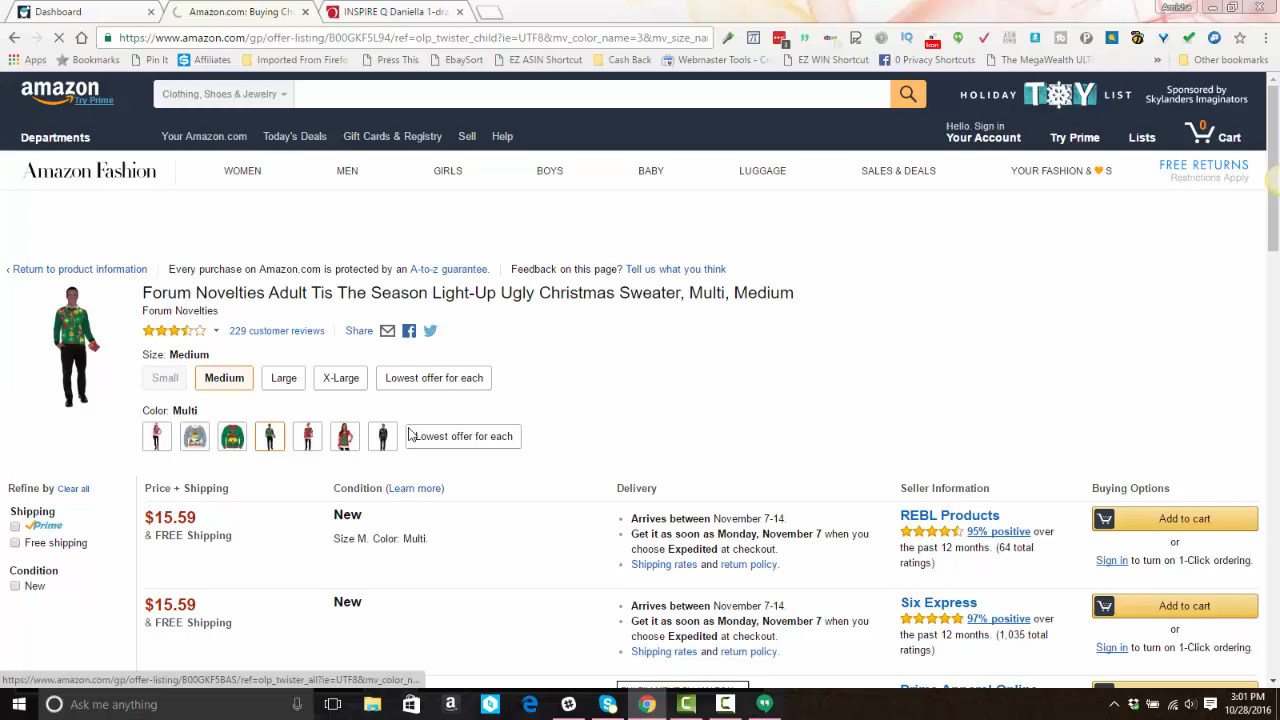 Dashboard
Amazon.com: Buying Ch
INSPIRE Q Daniella 1-dra
Amisha
https://www.amazon.com/gp/offer-listing/B00GKF5L94/ref=olp_twister_child?ie=UTF8&mv_color_name=3&mv_size_na
Apps
Bookmarks
Pin It
Affiliates
Imported From Firefo
Press This
EbaySoft
EZ ASIN Shortcut
Cash Back
Webmaster Tools -
EZ WIN Shortcut
0 Privacy Shortcuts
The MegaWealth ULTI
»
Other bookmarks
amazon
Try Prime
Clothing, Shoes & Jewelry
HOLIDAY TOY LIST
Sponsored by
Skylanders Imaginators
Departments
Your Amazon.com
Today's Deals
Gift Cards & Registry
Sell
Help
Hello. Sign in
Your Account
Try Prime
Lists
0
Cart
Amazon Fashion
WOMEN
MEN
GIRLS
BOYS
BABY
LUGGAGE
SALES & DEALS
YOUR FASHION & 🧡 S
FREE RETURNS
Restrictions Apply
‹ Return to product information
Every purchase on Amazon.com is protected by an A-to-z guarantee.
Feedback on this page? Tell us what you think
Forum Novelties Adult Tis The Season Light-Up Ugly Christmas Sweater, Multi, Medium
Forum Novelties
229 customer reviews
Share
Size: Medium
Small
Medium
Large
X-Large
Lowest offer for each
Color: Multi
Lowest offer for each
Refine by Clear all
Price + Shipping
Condition (Learn more)
Delivery
Seller Information
Buying Options
Shipping
Prime
Free shipping
Condition
New
$15.59
& FREE Shipping
New
Size M. Color: Multi.
• Arrives between November 7-14.
• Get it as soon as Monday, November 7 when you
choose Expedited at checkout.
• Shipping rates and return policy.
REBL Products
95% positive over
the past 12 months. (64 total
ratings)
Add to cart
or
Sign in to turn on 1-Click ordering.
$15.59
& FREE Shipping
New
• Arrives between November 7-14.
• Get it as soon as Monday, November 7 when you
choose Expedited at checkout.
• Shipping rates and return policy.
Six Express
97% positive over
the past 12 months. (1,035 total
ratings)
Add to cart
or
Sign in to turn on 1-Click ordering.
Prime Apparel Online
https://www.amazon.com/gp/offer-listing/B00GKF5BAS/ref=olp_twister_all?ie=UTF8&mv_color_n...
Ask me anything
3:01 PM
10/28/2016